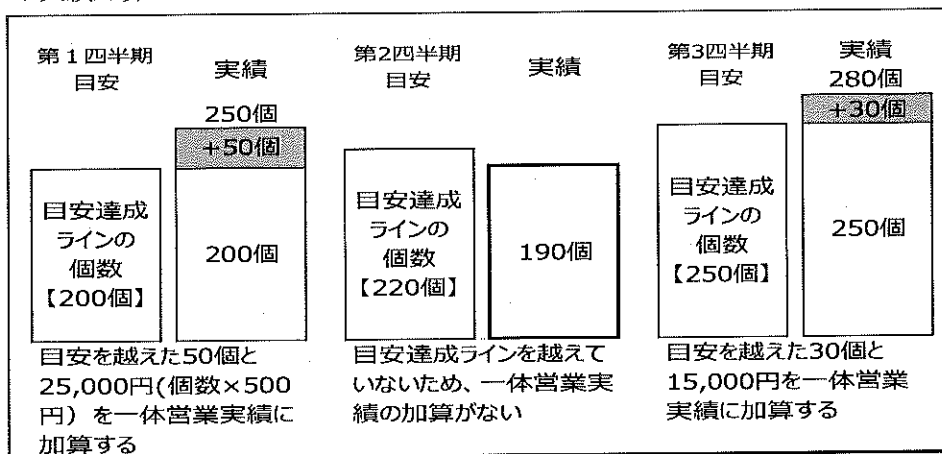 第1四半期
目安
実績
250個
+50個
目安達成
ラインの
個数
【200個】
200個
目安を越えた50個と
25,000円(個数×500
円）を一体営業実績に
加算する
第2四半期
目安
実績
目安達成
ラインの
個数
【220個】
190個
目安達成ラインを越えて
いないため、一体営業実
績の加算がない
第3四半期
目安
実績
280個
+30個
目安達成
ラインの
個数
【250個】
250個
目安を越えた30個と
15,000円を一体営業
実績に加算する